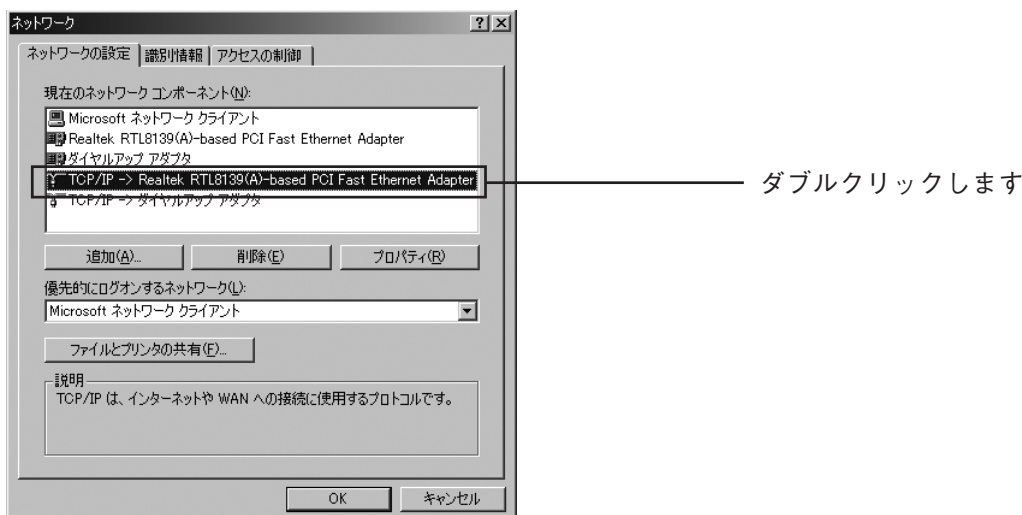 ネットワーク
ネットワークの設定 識別情報 アクセスの制御
現在のネットワーク コンポーネント(N):
Microsoft ネットワーク クライアント
Realtek RTL8139(A)-based PCI Fast Ethernet Adapter
ダイヤルアップ アダプタ
TCP/IP -> Realtek RTL8139(A)-based PCI Fast Ethernet Adapter
ダブルクリックします
TCP/IP -> ダイヤルアップ アダプタ
追加(A)... 削除(E) プロパティ(R)
優先的にログオンするネットワーク(L):
Microsoft ネットワーク クライアント
ファイルとプリンタの共有(F)...
説明
TCP/IP は、インターネットや WAN への接続に使用するプロトコルです。
OK キャンセル